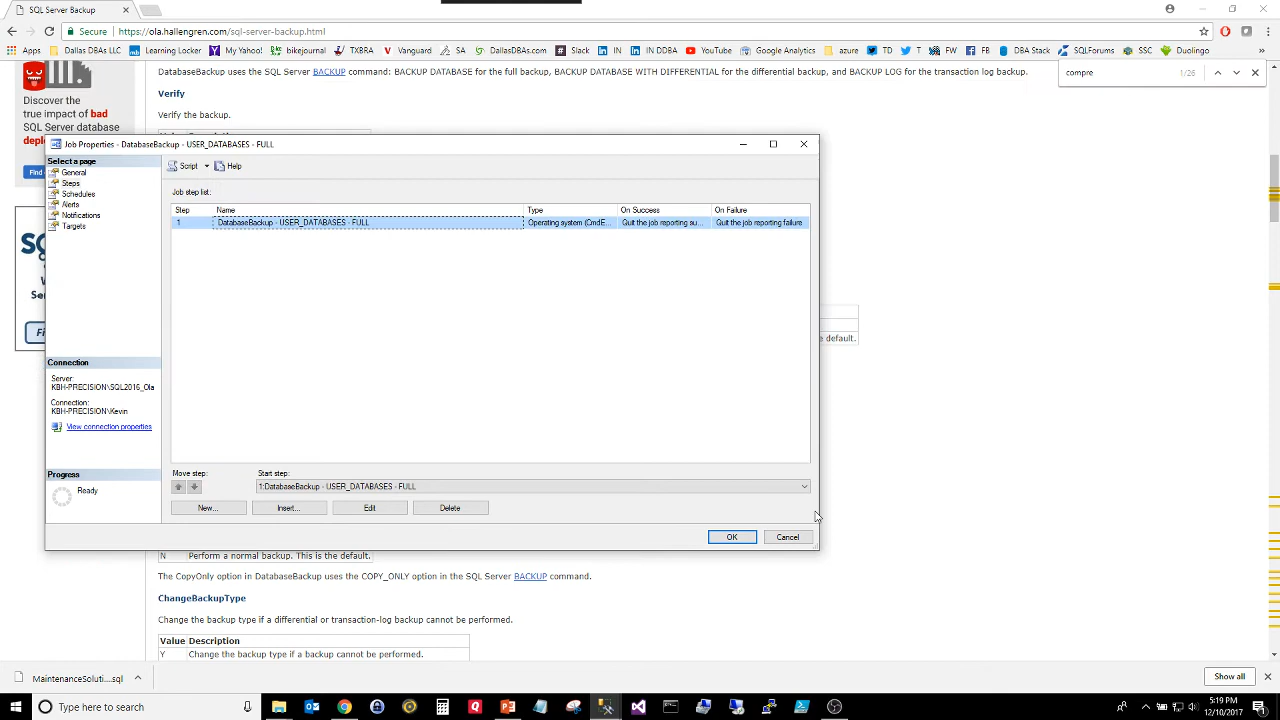 SQL Server Backup
Secure
https://ola.hallengren.com/sql-server-backup.html
Apps
Dallas DBAs LLC
Learning Locker
My Yahoo!
bikejournal
TXBRA
Vanguard
SA
DallasDBAs.com
Slack
IN
IN DDBA
YouTube
Google Analytics
azure
TD
T
FW
FB
DBA Stack
SQLForums
SSC
Duolingo
compre
1/26
DatabaseBackup uses the SQL Server BACKUP command: BACKUP DATABASE for the full backup, BACKUP DATABASE WITH DIFFERENTIAL for the differential backup, and BACKUP LOG for the transaction log backup.
Verify
Verify the backup.
Discover the
true impact of bad
SQL Server database
Job Properties - DatabaseBackup - USER_DATABASES - FULL
Select a page
General
Steps
Schedules
Alerts
Notifications
Targets
Script
Help
Job step list:
Step Name Type On Success On Failure
1 DatabaseBackup - USER_DATABASES - FULL Operating system (CmdE... Quit the job reporting su... Quit the job reporting failure
e default.
Connection
Server:
KBH-PRECISION\SQL2016_Ola
Connection:
KBH-PRECISION\Kevin
View connection properties
Progress
Ready
Move step:
Start step:
1:DatabaseBackup - USER_DATABASES - FULL
New...
Insert...
Edit
Delete
OK
Cancel
N Perform a normal backup. This is the default.
The CopyOnly option in DatabaseBackup uses the COPY_ONLY option in the SQL Server BACKUP command.
ChangeBackupType
Change the backup type if a differential or transaction-log backup cannot be performed.
Value Description
Y Change the backup type if a backup cannot be performed.
MaintenanceSoluti....sql
Show all
Type here to search
5:19 PM
12/10/2017